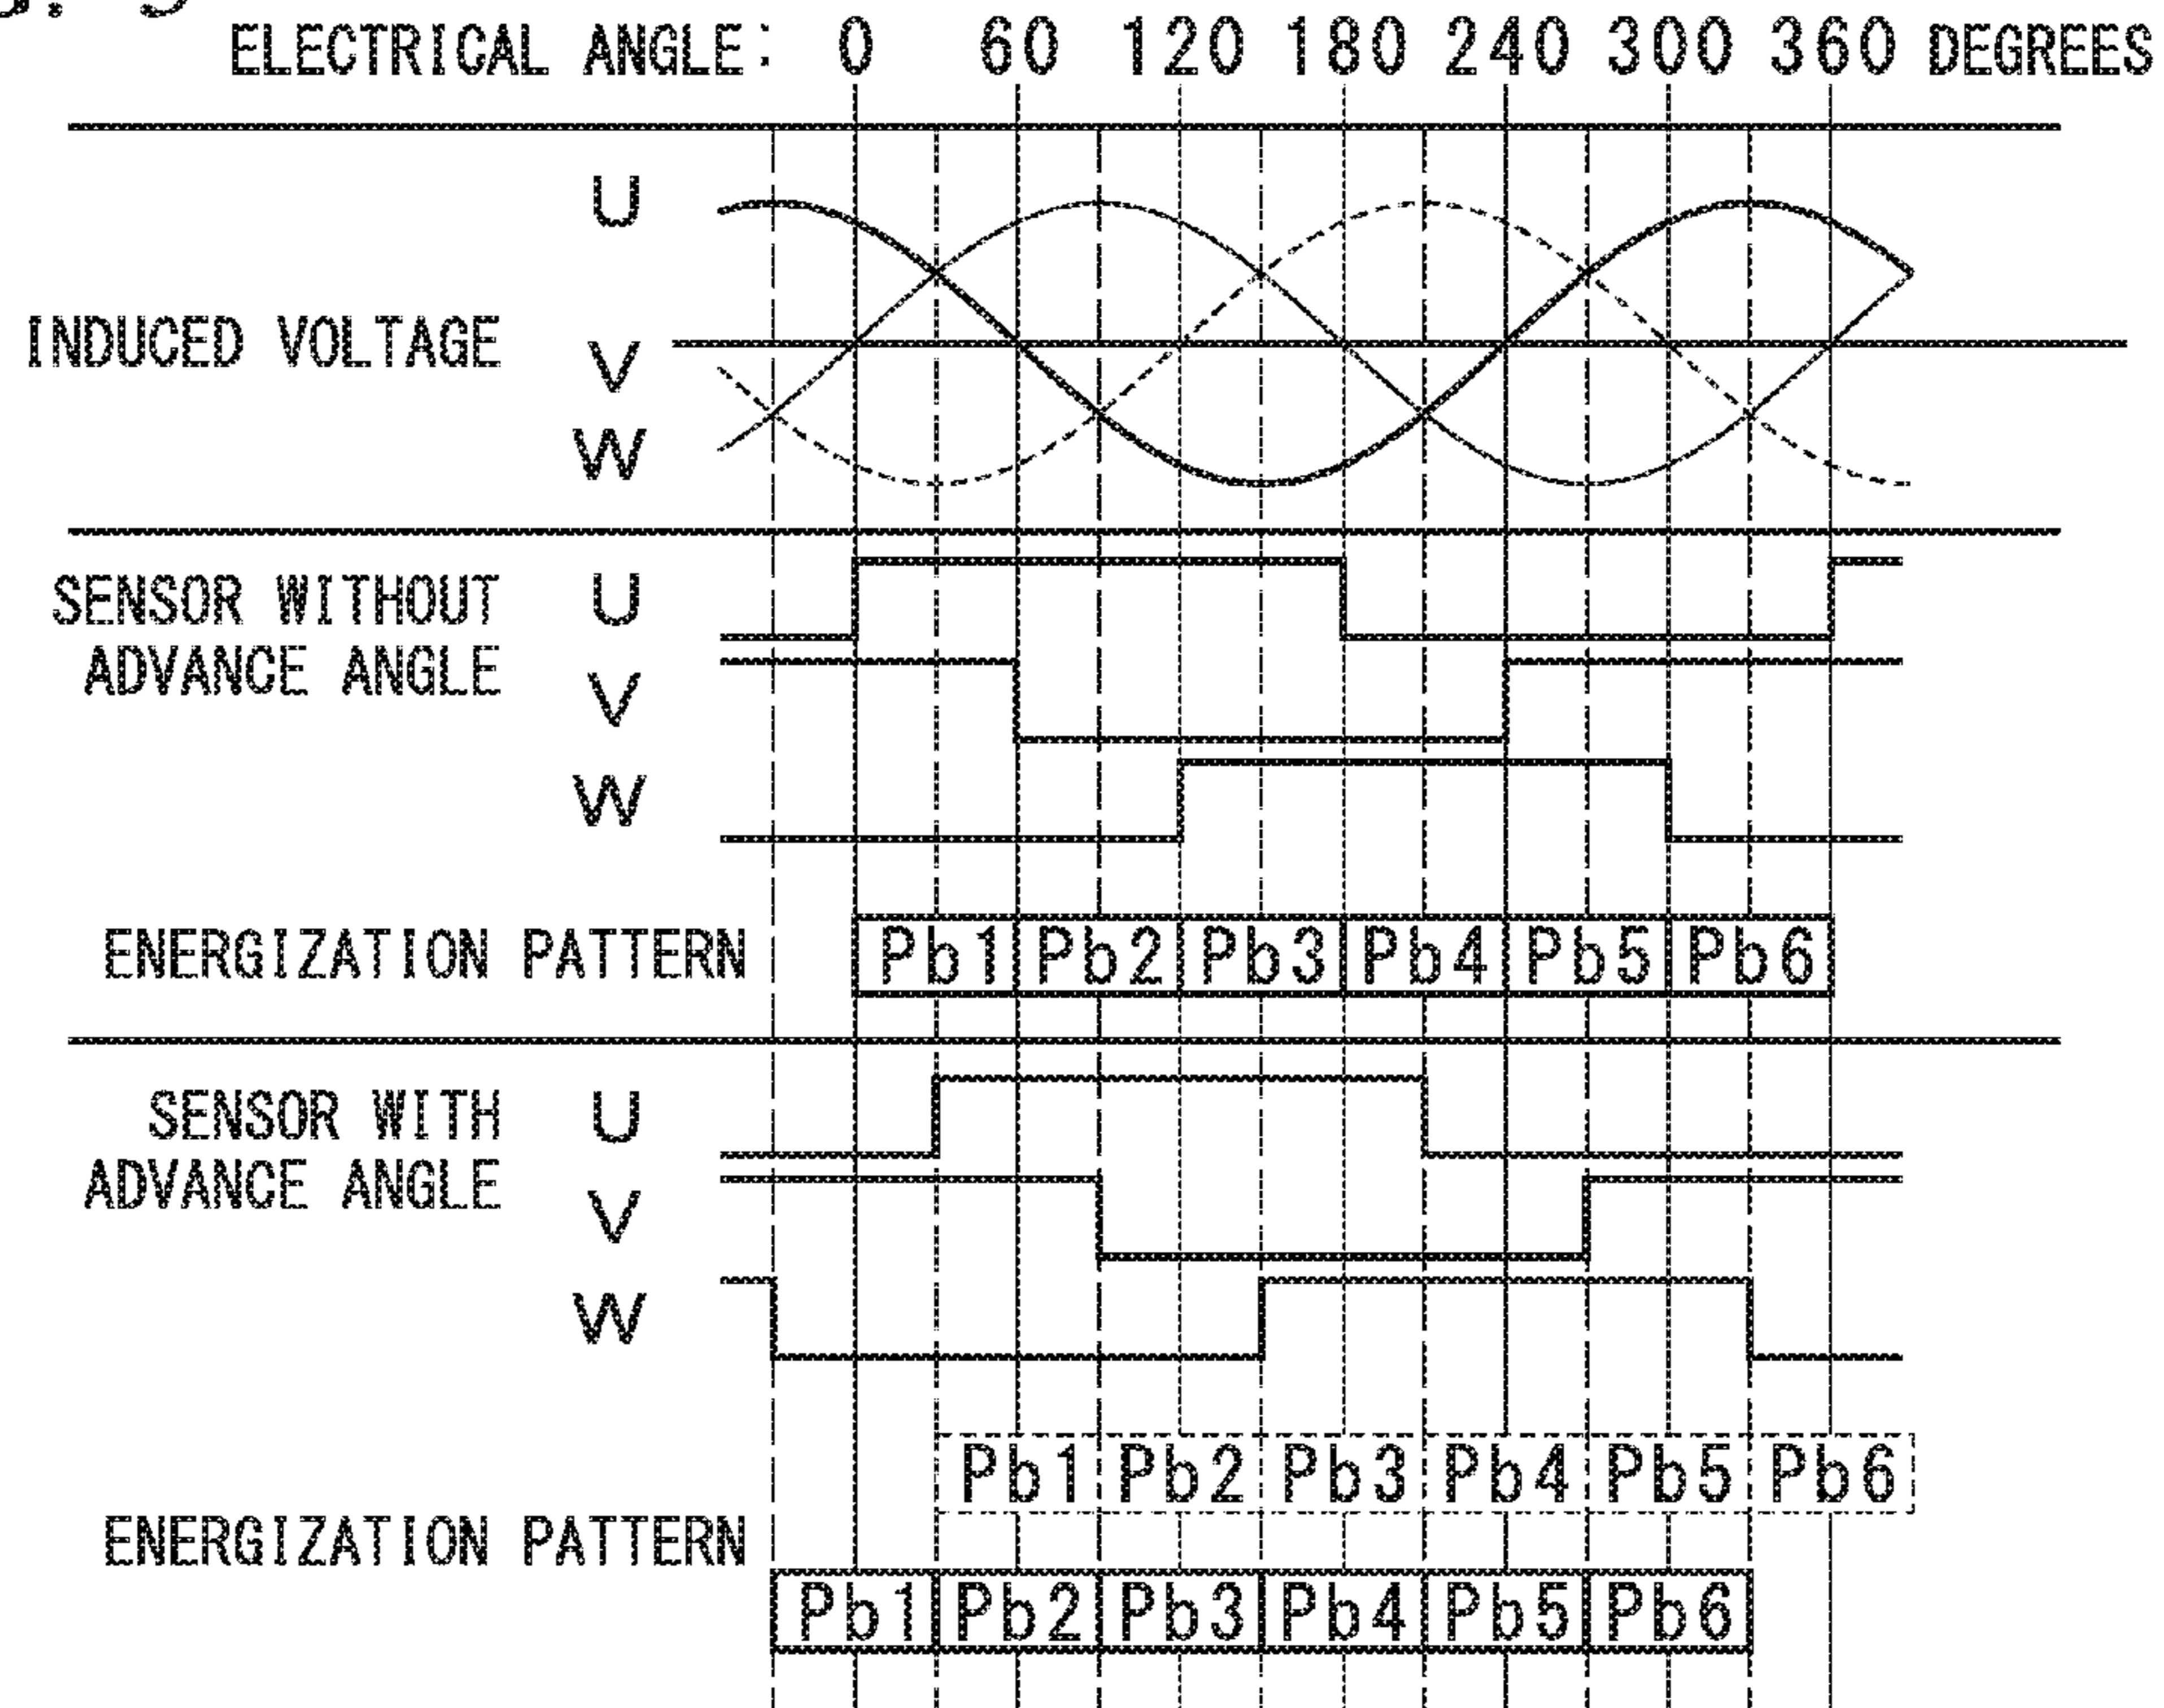 ELECTRICAL ANGLE: 0 60 120 180 240 300 360 DEGREES
U
INDUCED VOLTAGE V
W
SENSOR WITHOUT U
ADVANCE ANGLE V
W
ENERGIZATION PATTERN Pb1 Pb2 Pb3 Pb4 Pb5 Pb6
SENSOR WITH U
ADVANCE ANGLE V
W
Pb1 Pb2 Pb3 Pb4 Pb5 Pb6
ENERGIZATION PATTERN
Pb1 Pb2 Pb3 Pb4 Pb5 Pb6